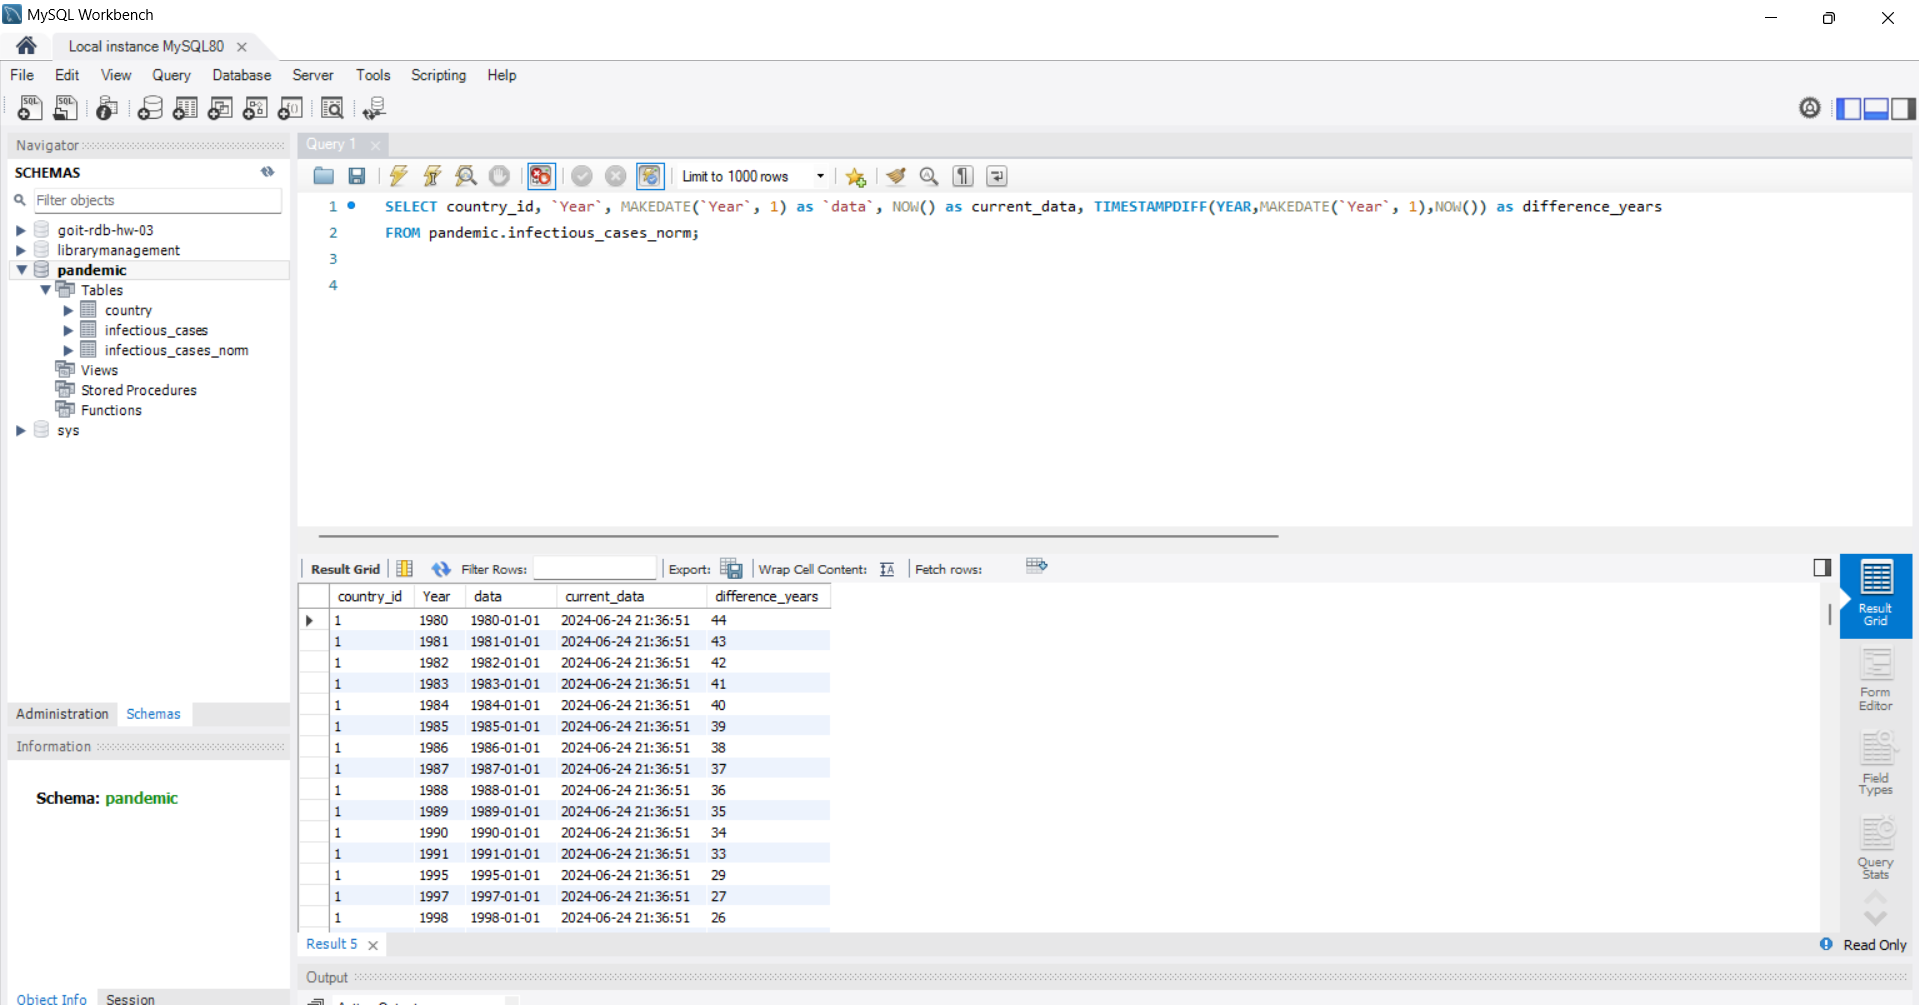 MySQL Workbench
Local instance MySQL80
File Edit View Query Database Server Tools Scripting Help
Navigator
SCHEMAS
Filter objects
goit-rdb-hw-03
librarymanagement
pandemic
Tables
country
infectious_cases
infectious_cases_norm
Views
Stored Procedures
Functions
sys
Administration Schemas
Information
Schema: pandemic
Object Info Session
Query 1
Limit to 1000 rows
1 SELECT country_id, `Year`, MAKEDATE(`Year`, 1) as `data`, NOW() as current_data, TIMESTAMPDIFF(YEAR,MAKEDATE(`Year`, 1),NOW()) as difference_years
2 FROM pandemic.infectious_cases_norm;
3
4
Result Grid Filter Rows: Export: Wrap Cell Content: Fetch rows:
country_id Year data current_data difference_years
1 1980 1980-01-01 2024-06-24 21:36:51 44
1 1981 1981-01-01 2024-06-24 21:36:51 43
1 1982 1982-01-01 2024-06-24 21:36:51 42
1 1983 1983-01-01 2024-06-24 21:36:51 41
1 1984 1984-01-01 2024-06-24 21:36:51 40
1 1985 1985-01-01 2024-06-24 21:36:51 39
1 1986 1986-01-01 2024-06-24 21:36:51 38
1 1987 1987-01-01 2024-06-24 21:36:51 37
1 1988 1988-01-01 2024-06-24 21:36:51 36
1 1989 1989-01-01 2024-06-24 21:36:51 35
1 1990 1990-01-01 2024-06-24 21:36:51 34
1 1991 1991-01-01 2024-06-24 21:36:51 33
1 1995 1995-01-01 2024-06-24 21:36:51 29
1 1997 1997-01-01 2024-06-24 21:36:51 27
1 1998 1998-01-01 2024-06-24 21:36:51 26
Result
Grid
Form
Editor
Field
Types
Query
Stats
Result 5
Read Only
Output